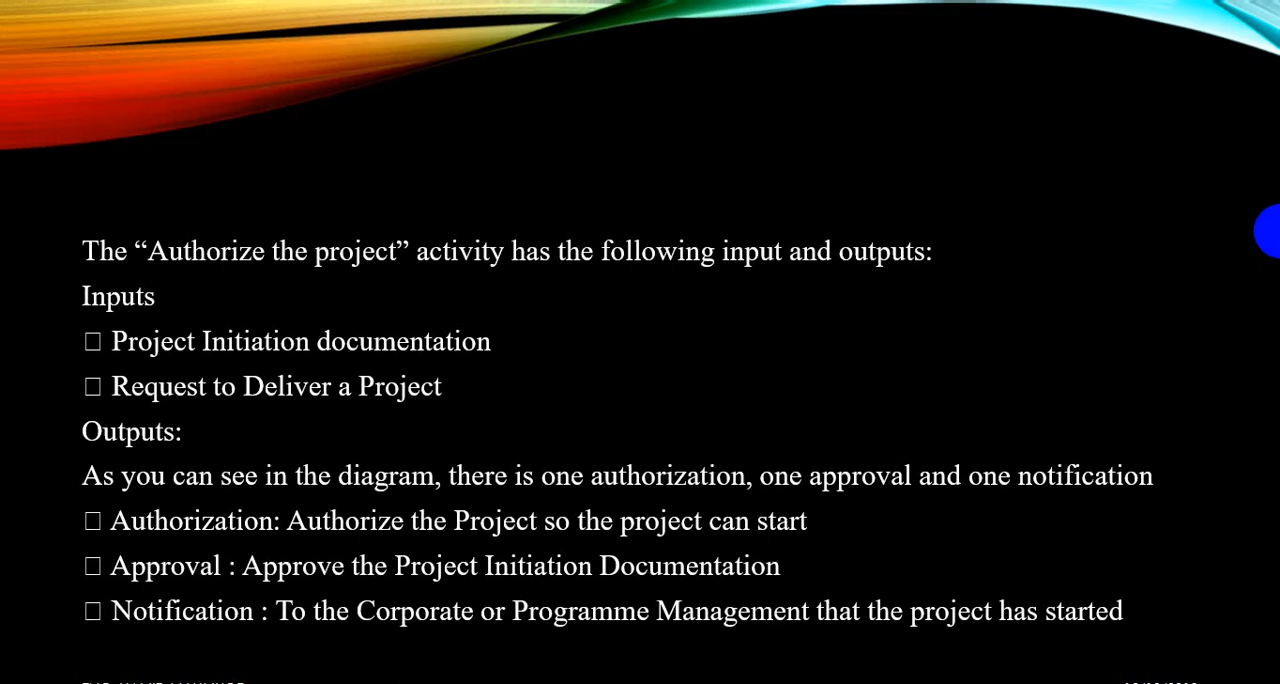 The “Authorize the project” activity has the following input and outputs:
Inputs
□ Project Initiation documentation
□ Request to Deliver a Project
Outputs:
As you can see in the diagram, there is one authorization, one approval and one notification
□ Authorization: Authorize the Project so the project can start
□ Approval : Approve the Project Initiation Documentation
□ Notification : To the Corporate or Programme Management that the project has started